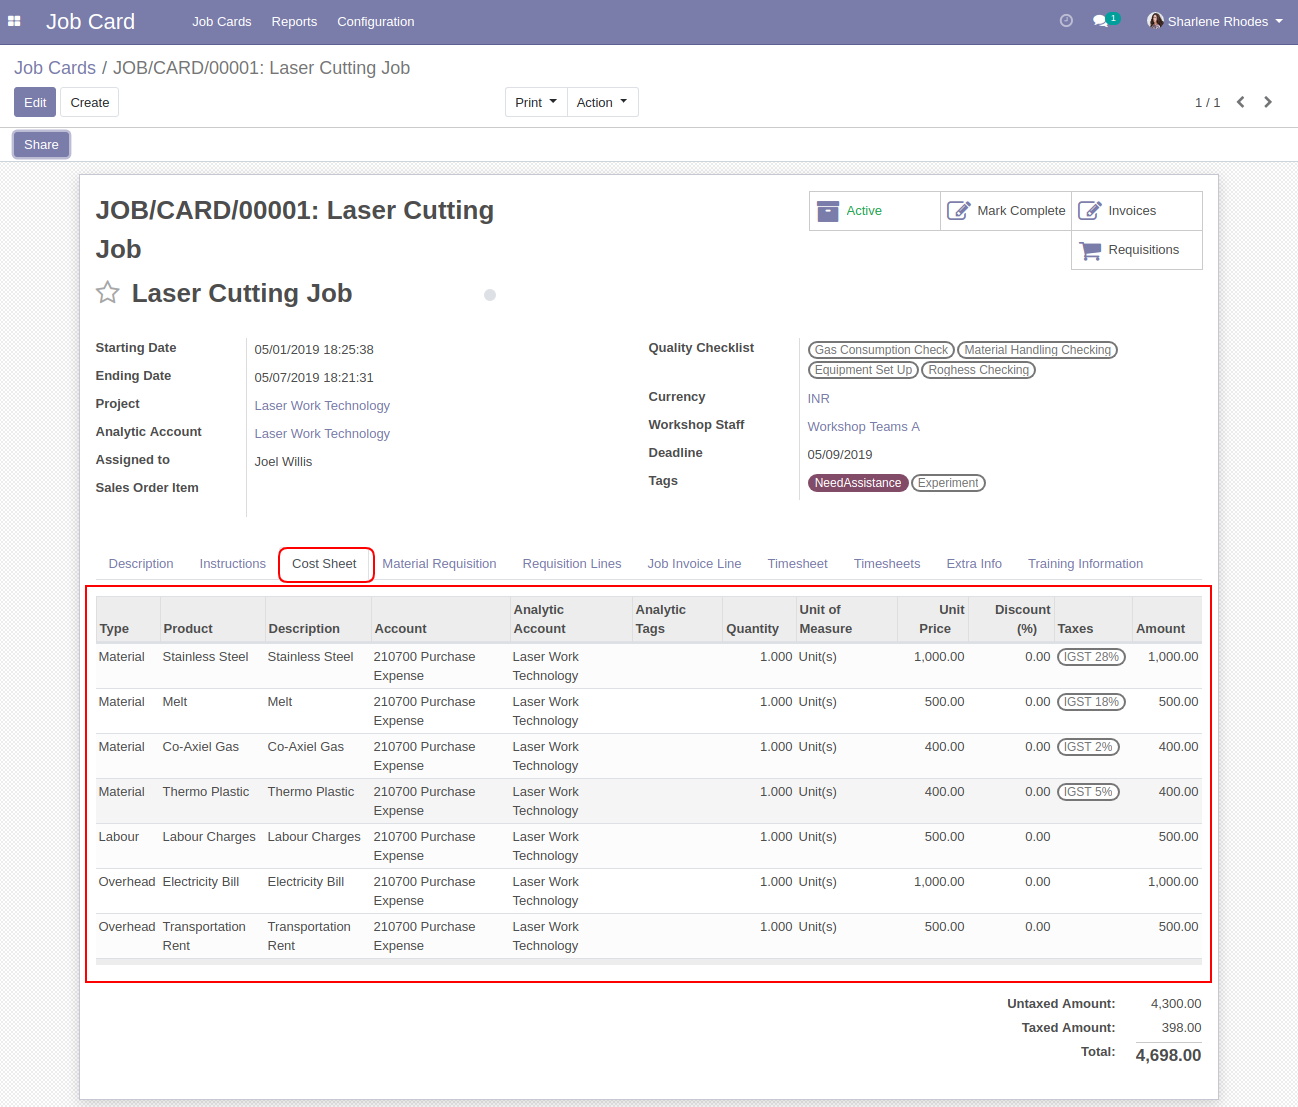 Job Card Job Cards Reports Configuration 1 Sharlene Rhodes
Job Cards / JOB/CARD/00001: Laser Cutting Job
Edit Create Print Action 1 / 1
Share
JOB/CARD/00001: Laser Cutting
Job
Active Mark Complete Invoices
Requisitions
Laser Cutting Job
Starting Date 05/01/2019 18:25:38
Ending Date 05/07/2019 18:21:31
Project Laser Work Technology
Analytic Account Laser Work Technology
Assigned to Joel Willis
Sales Order Item
Quality Checklist Gas Consumption Check Material Handling Checking
Equipment Set Up Roghess Checking
Currency INR
Workshop Staff Workshop Teams A
Deadline 05/09/2019
Tags NeedAssistance Experiment
Description Instructions Cost Sheet Material Requisition Requisition Lines Job Invoice Line Timesheet Timesheets Extra Info Training Information
Analytic Analytic Unit of Unit Discount
Type Product Description Account Account Tags Quantity Measure Price (%) Taxes Amount
Material Stainless Steel Stainless Steel 210700 Purchase Laser Work 1.000 Unit(s) 1,000.00 0.00 IGST 28% 1,000.00
Expense Technology
Material Melt Melt 210700 Purchase Laser Work 1.000 Unit(s) 500.00 0.00 IGST 18% 500.00
Expense Technology
Material Co-Axiel Gas Co-Axiel Gas 210700 Purchase Laser Work 1.000 Unit(s) 400.00 0.00 IGST 2% 400.00
Expense Technology
Material Thermo Plastic Thermo Plastic 210700 Purchase Laser Work 1.000 Unit(s) 400.00 0.00 IGST 5% 400.00
Expense Technology
Labour Labour Charges Labour Charges 210700 Purchase Laser Work 1.000 Unit(s) 500.00 0.00 500.00
Expense Technology
Overhead Electricity Bill Electricity Bill 210700 Purchase Laser Work 1.000 Unit(s) 1,000.00 0.00 1,000.00
Expense Technology
Overhead Transportation Transportation 210700 Purchase Laser Work 1.000 Unit(s) 500.00 0.00 500.00
Rent Rent Expense Technology
Untaxed Amount: 4,300.00
Taxed Amount: 398.00
Total: 4,698.00